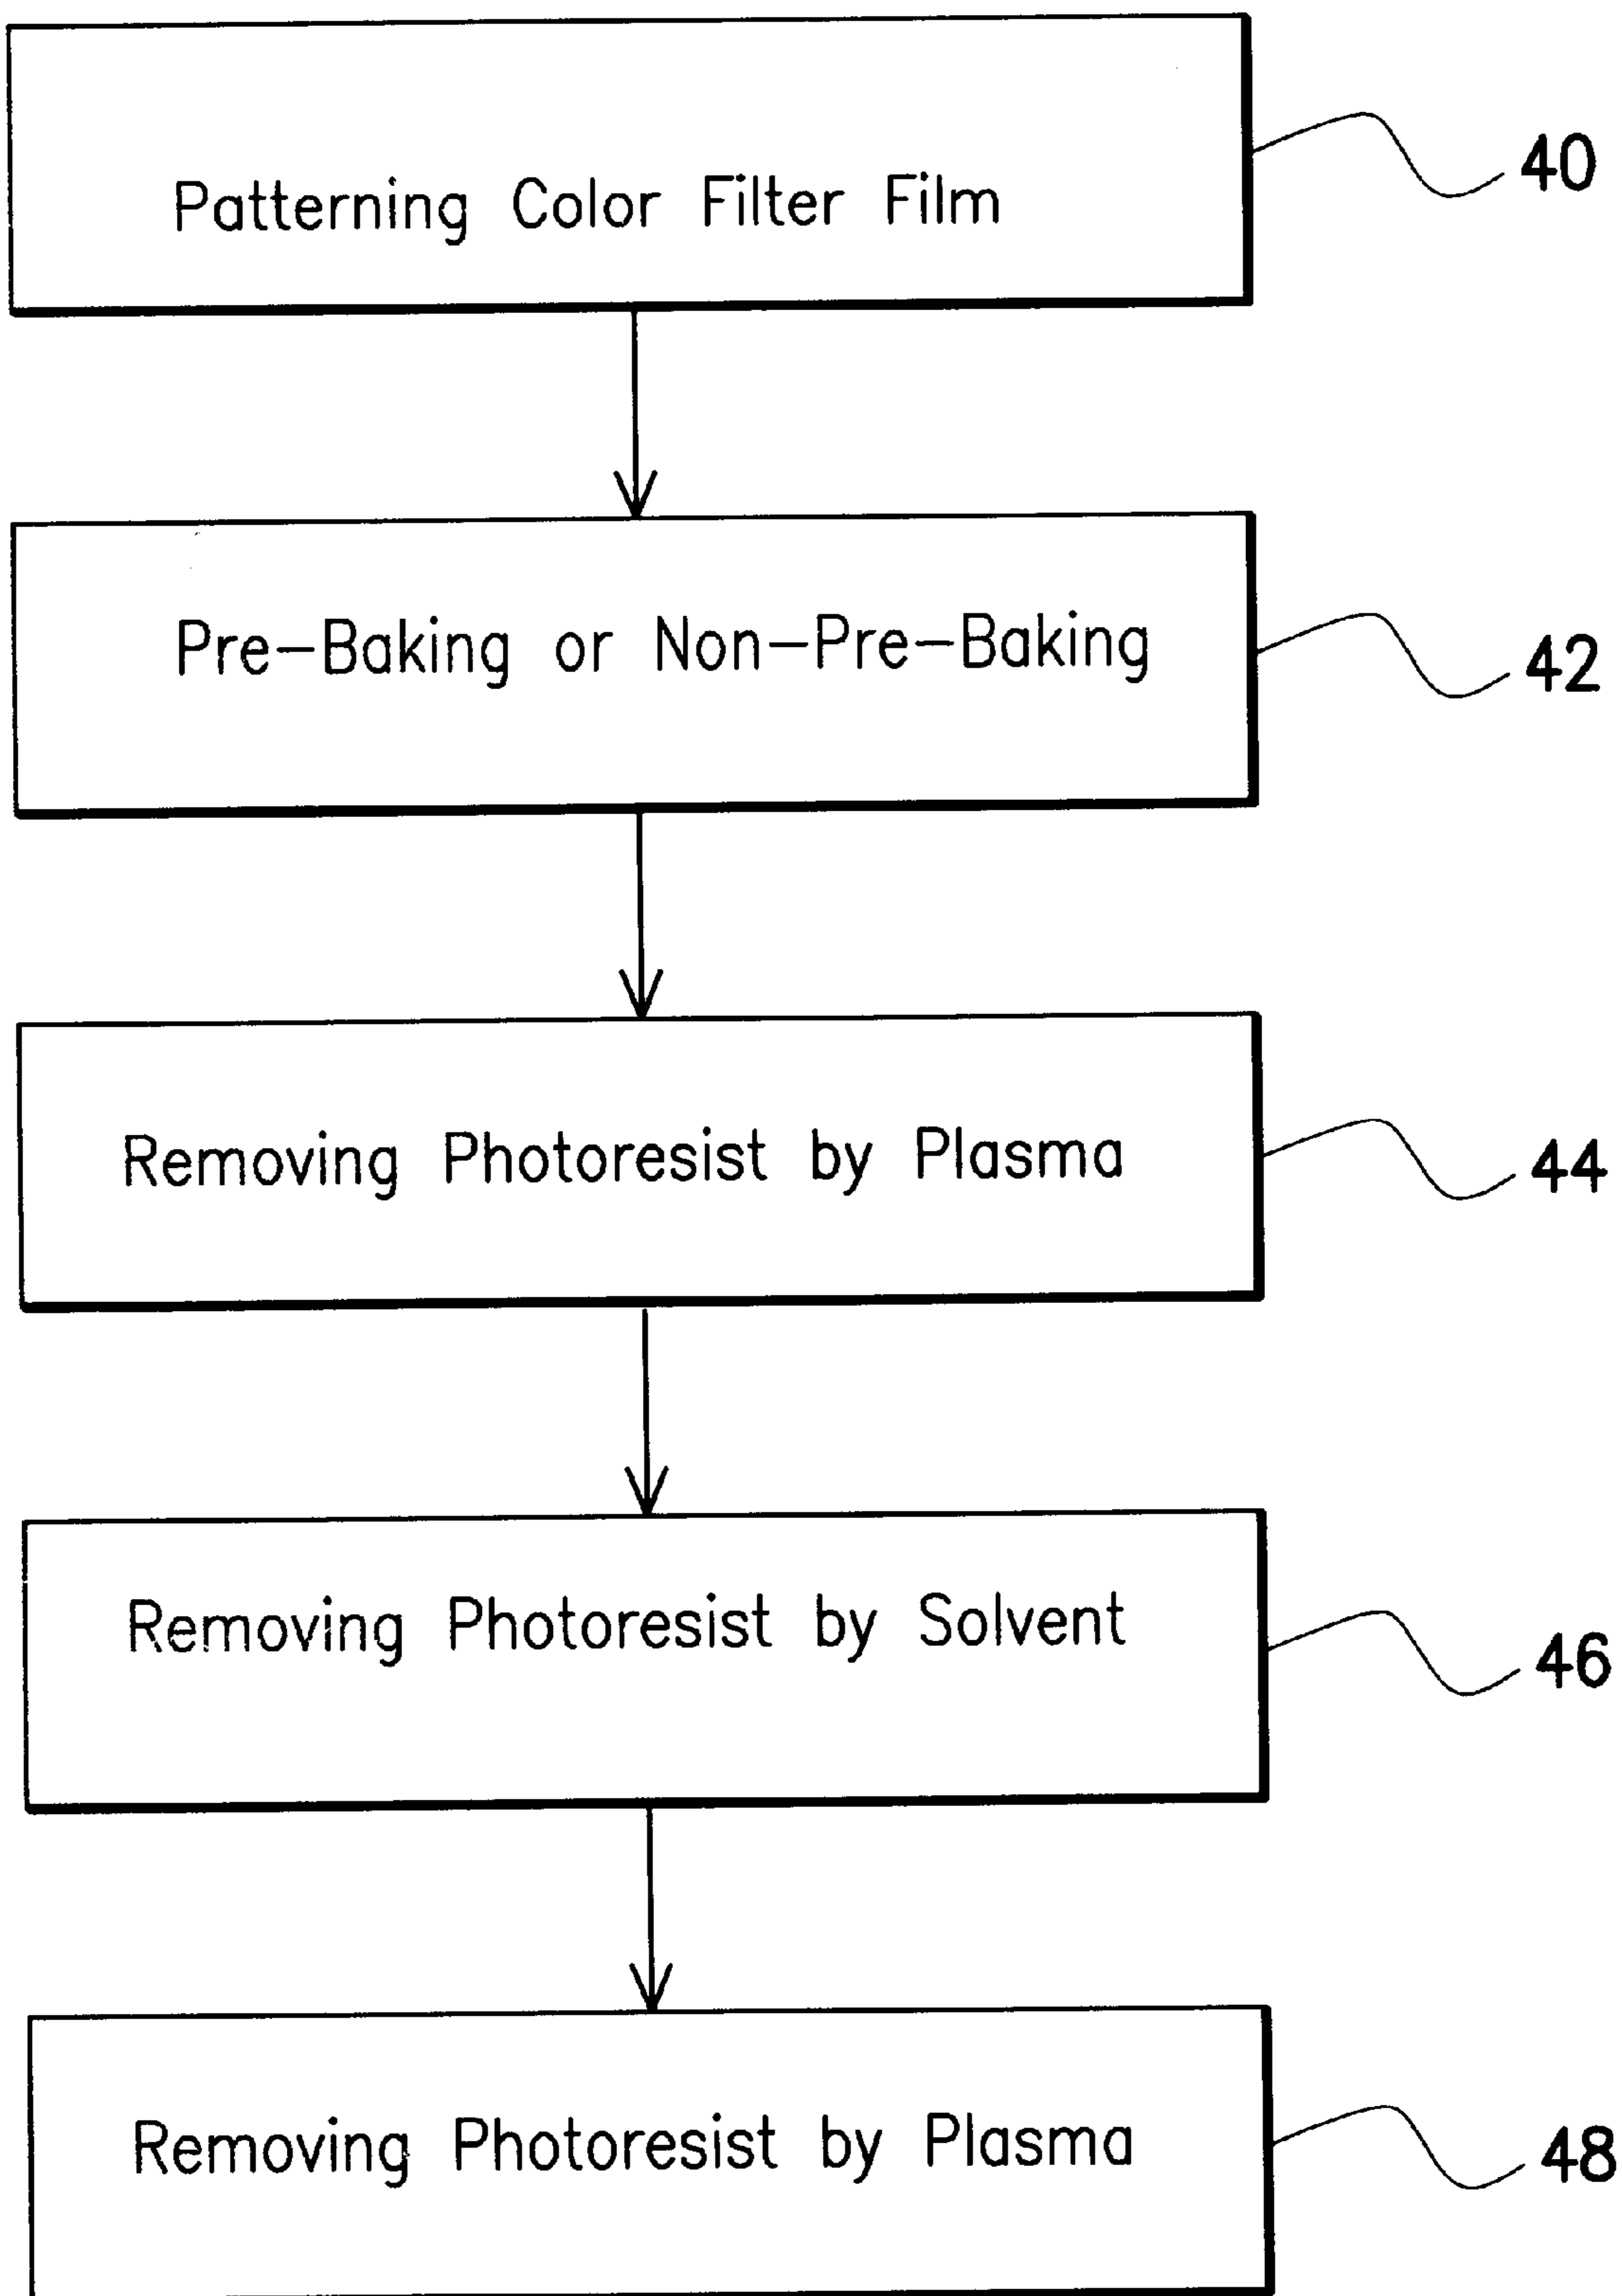 Patterning Color Filter Film
40
Pre-Baking or Non-Pre-Baking
42
Removing Photoresist by Plasma
44
Removing Photoresist by Solvent
46
Removing Photoresist by Plasma
48